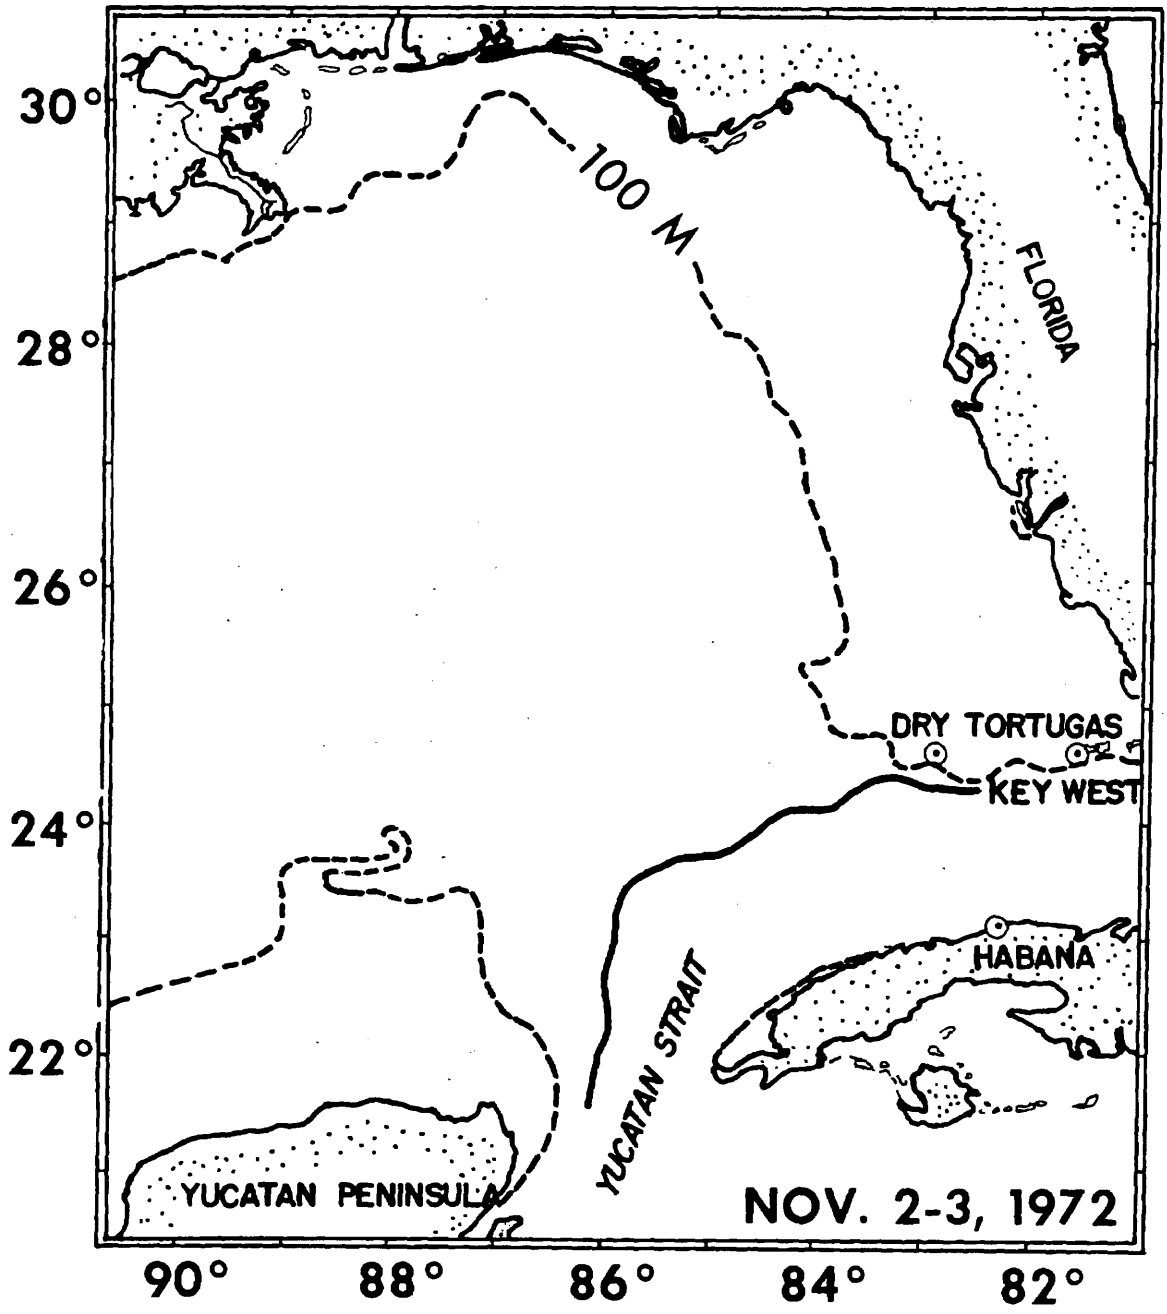 30°
100 M
FLORIDA
28°
26°
DRY TORTUGAS
KEY WEST
24°
HABANA
YUCATAN STRAIT
22°
YUCATAN PENINSULA
NOV. 2-3, 1972
90° 88° 86° 84° 82°